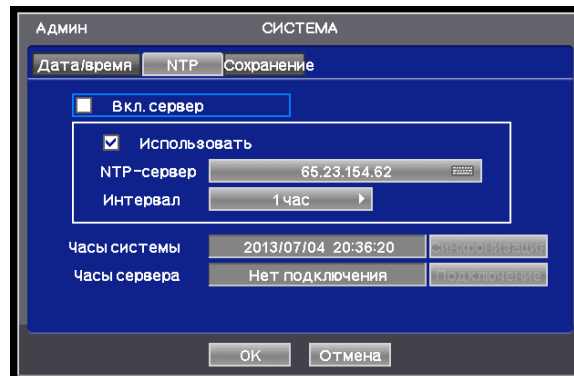 Админ СИСТЕМА
Дата/время NTP Сохранение
Вкл. сервер
Использовать
NTP-сервер 65.23.154.62
Интервал 1 час
Часы системы 2013/07/04 20:36:20 Синхронизация
Часы сервера Нет подключения Подключение
OK Отмена